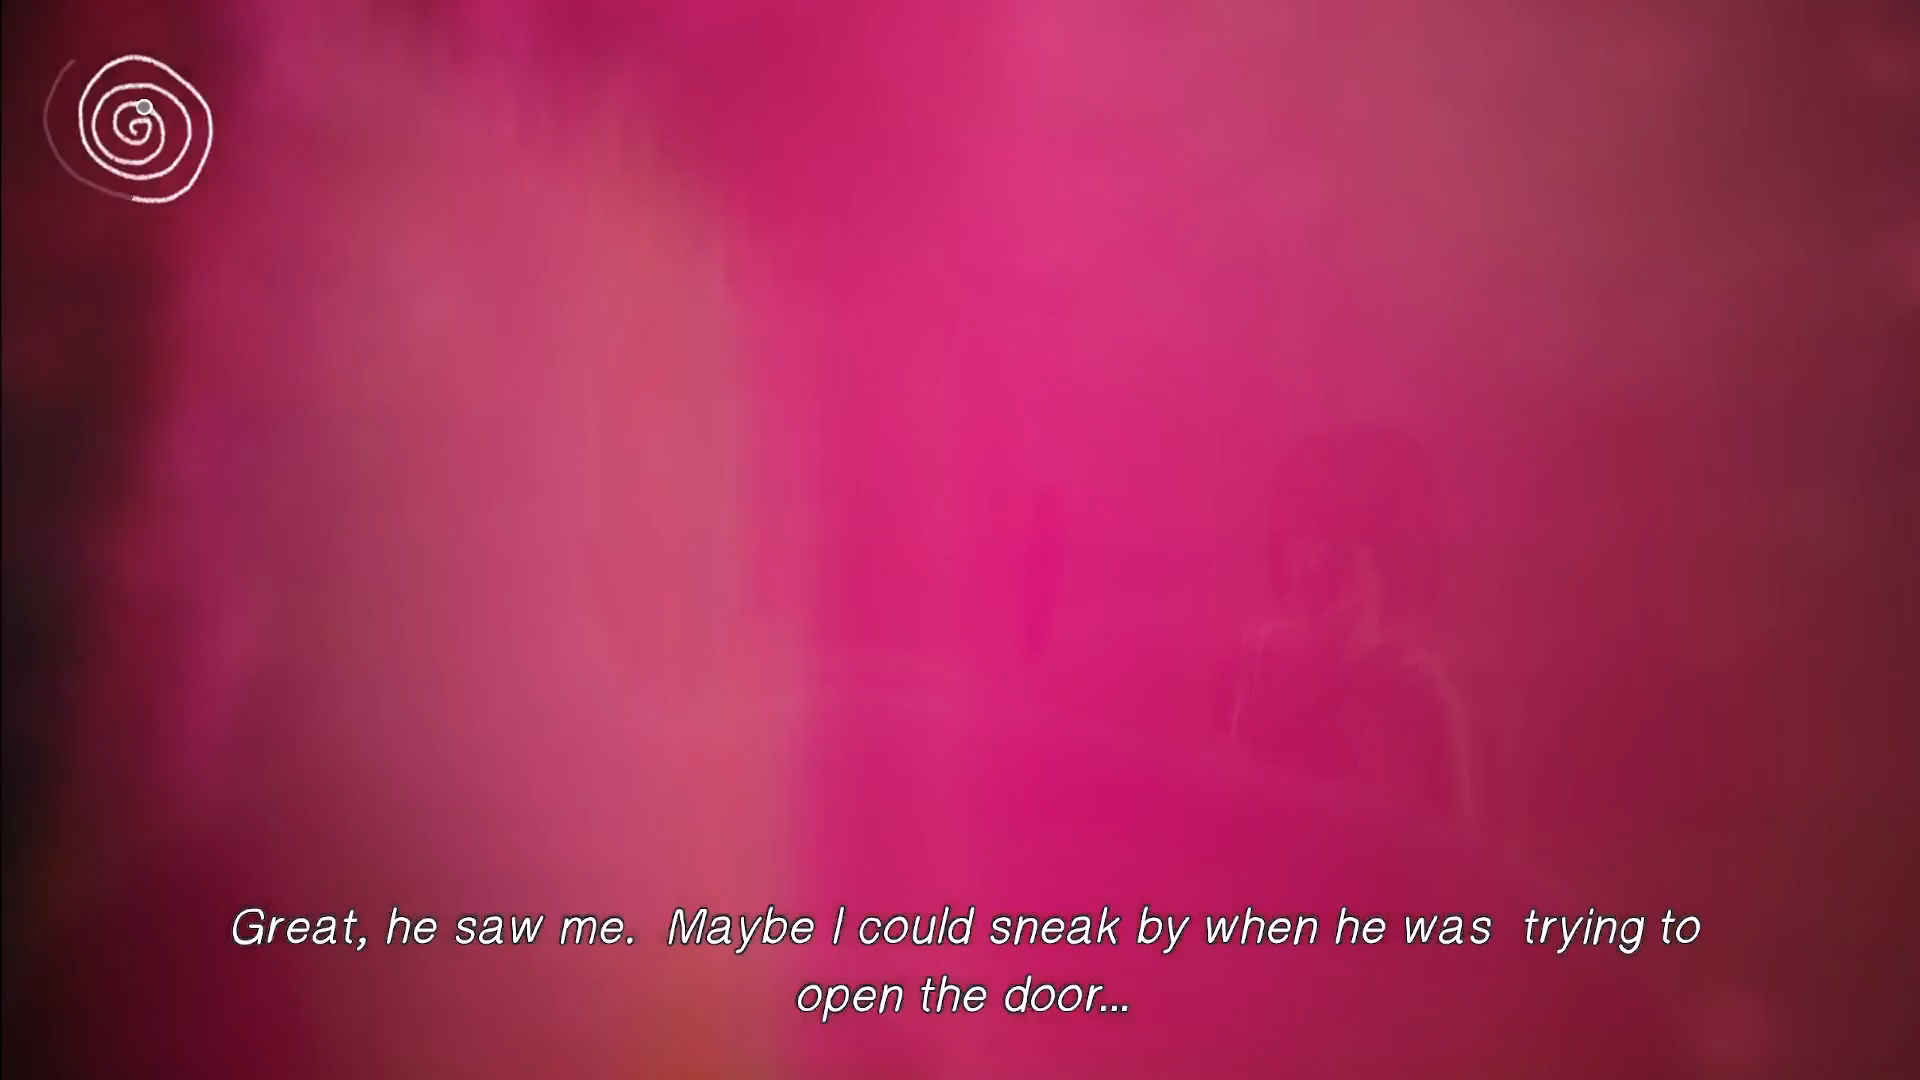 Great, he saw me.  Maybe I could sneak by when he was  trying to
open the door...